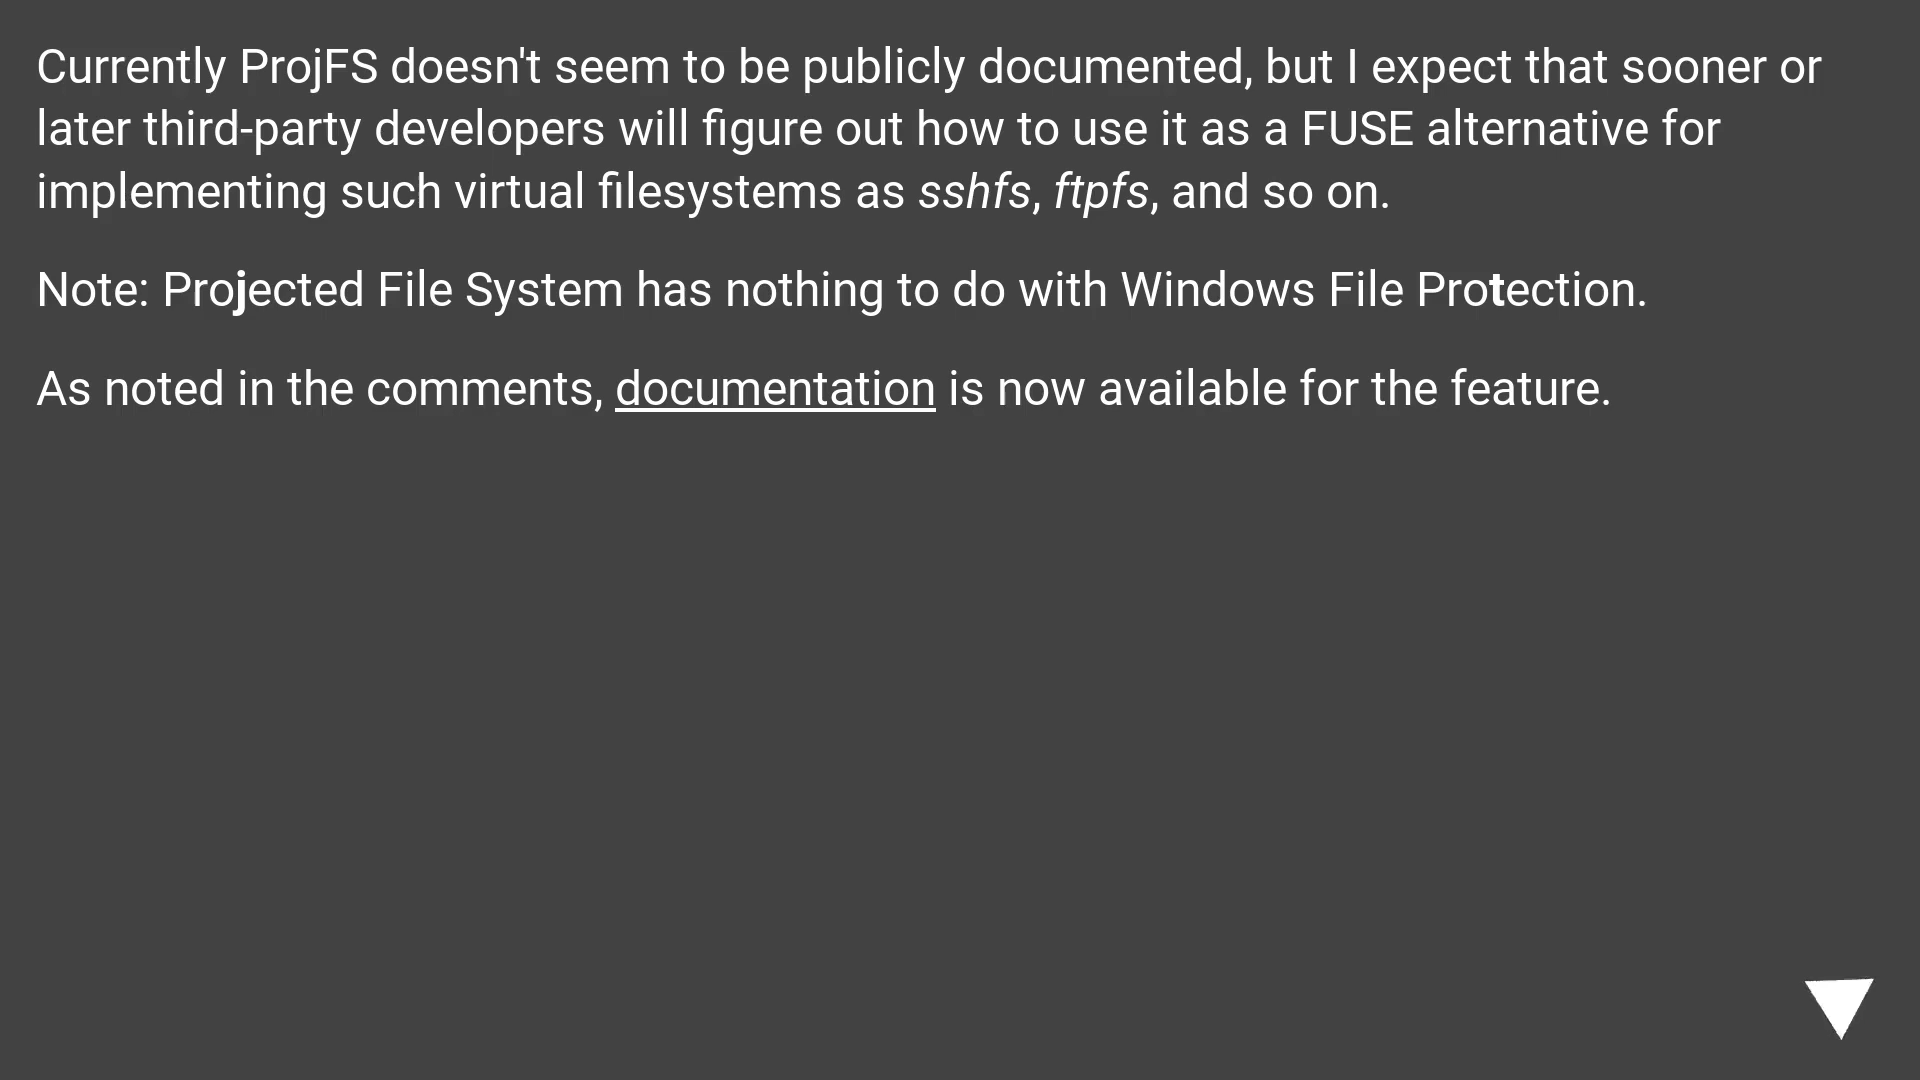 Currently ProjFS doesn't seem to be publicly documented, but I expect that sooner or
later third-party developers will figure out how to use it as a FUSE alternative for
implementing such virtual filesystems as sshfs, ftpfs, and so on.
Note: Projected File System has nothing to do with Windows File Protection.
As noted in the comments, documentation is now available for the feature.